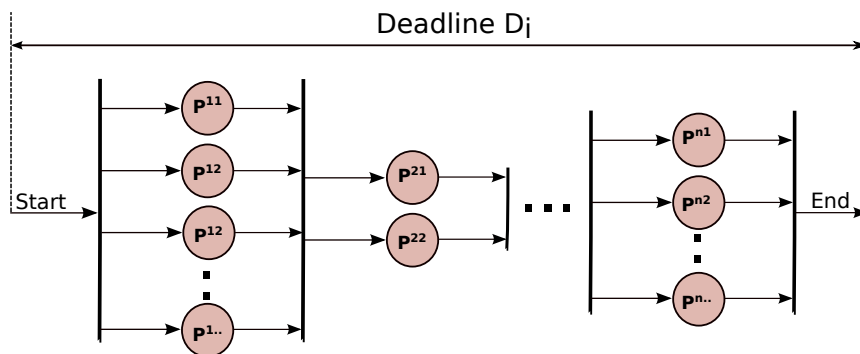 Deadline Di
Start
P11
P12
P12
P1..
P21
P22
Pn1
Pn2
Pn..
End